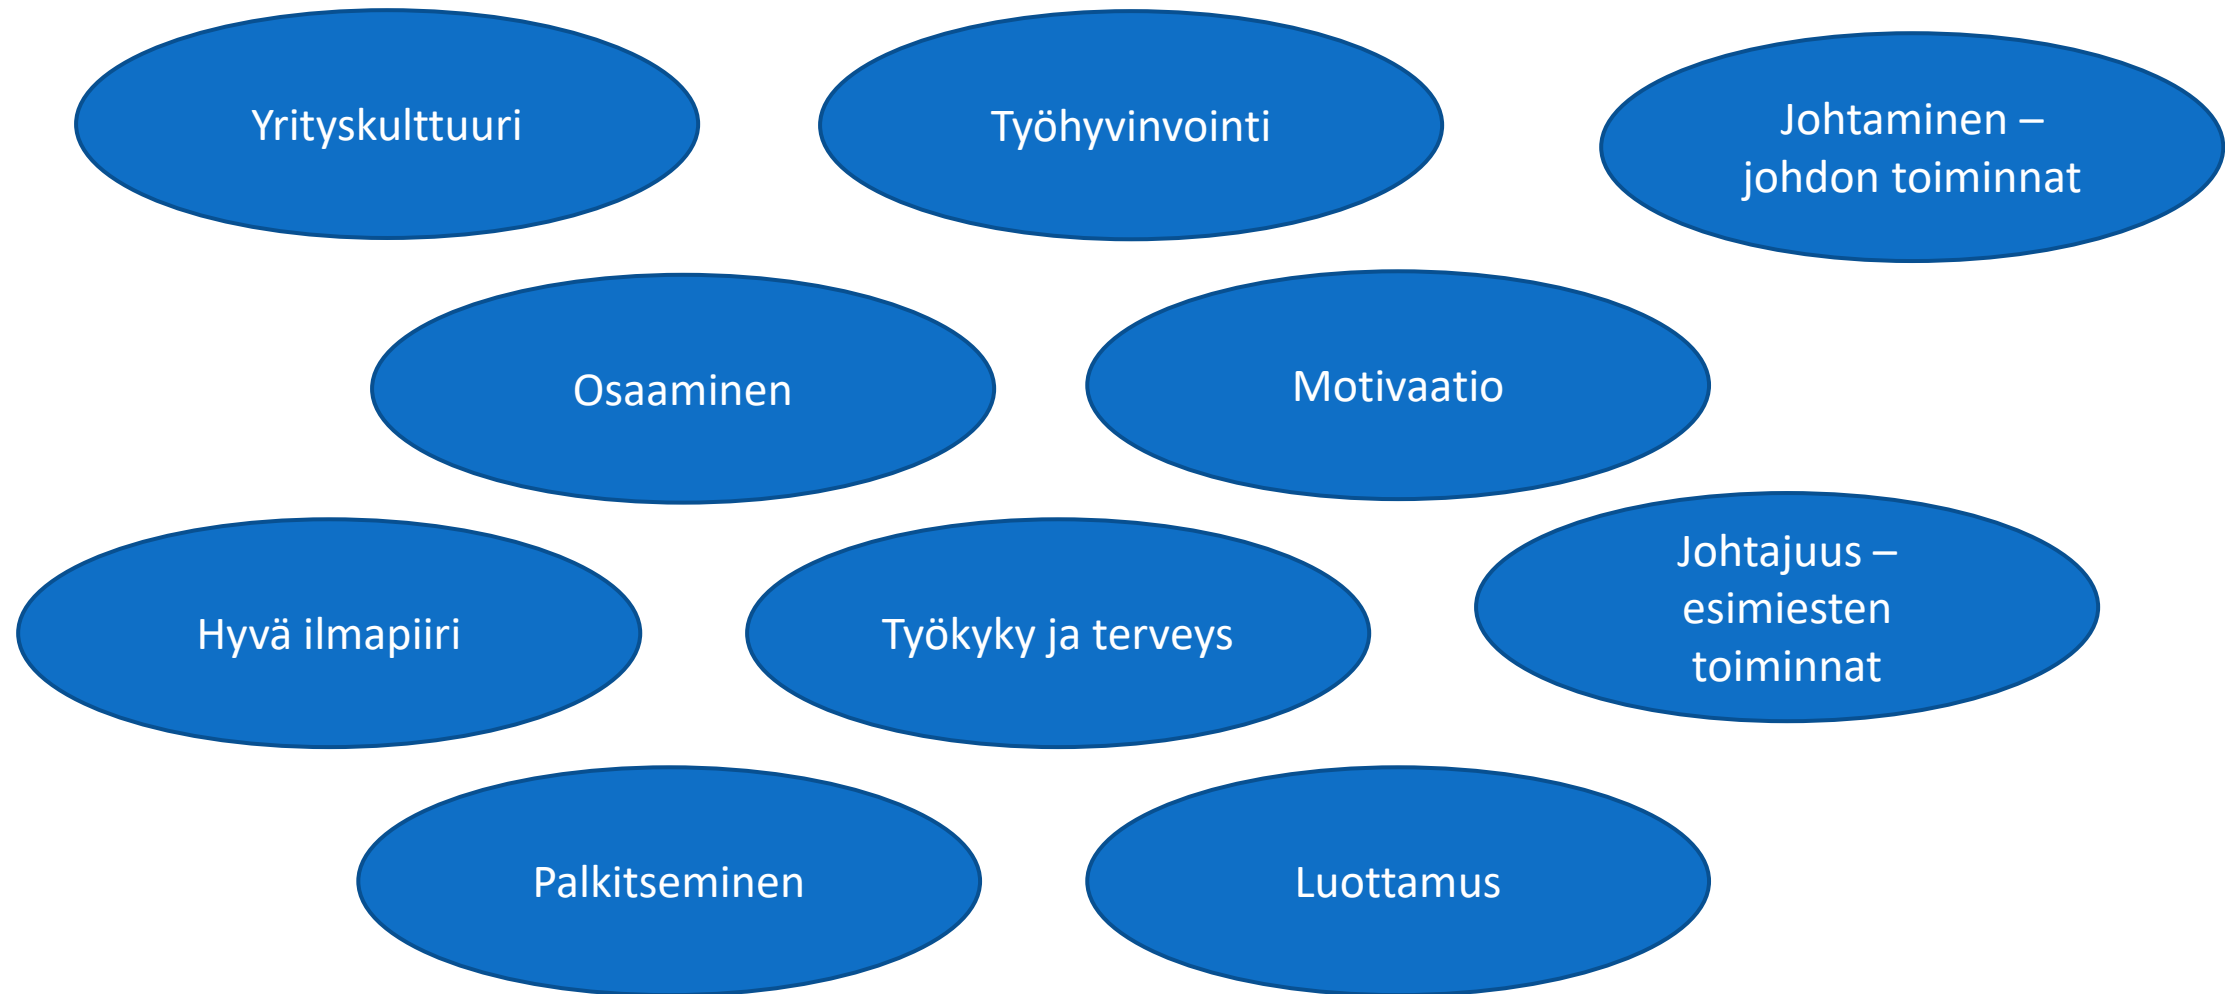 Yrityskulttuuri
Työhyvinvointi
Johtaminen –
johdon toiminnat
Osaaminen
Motivaatio
Hyvä ilmapiiri
Työkyky ja terveys
Johtajuus –
esimiesten
toiminnat
Palkitseminen
Luottamus